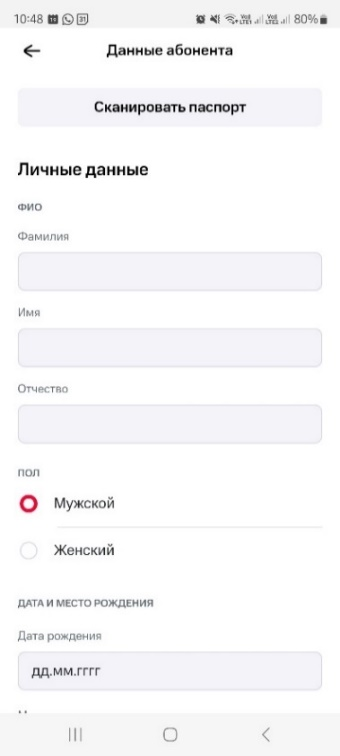 10:48 31 80%
Данные абонента
Сканировать паспорт
Личные данные
ФИО
Фамилия
Имя
Отчество
ПОЛ
Мужской
Женский
ДАТА И МЕСТО РОЖДЕНИЯ
Дата рождения
дд.мм.гггг